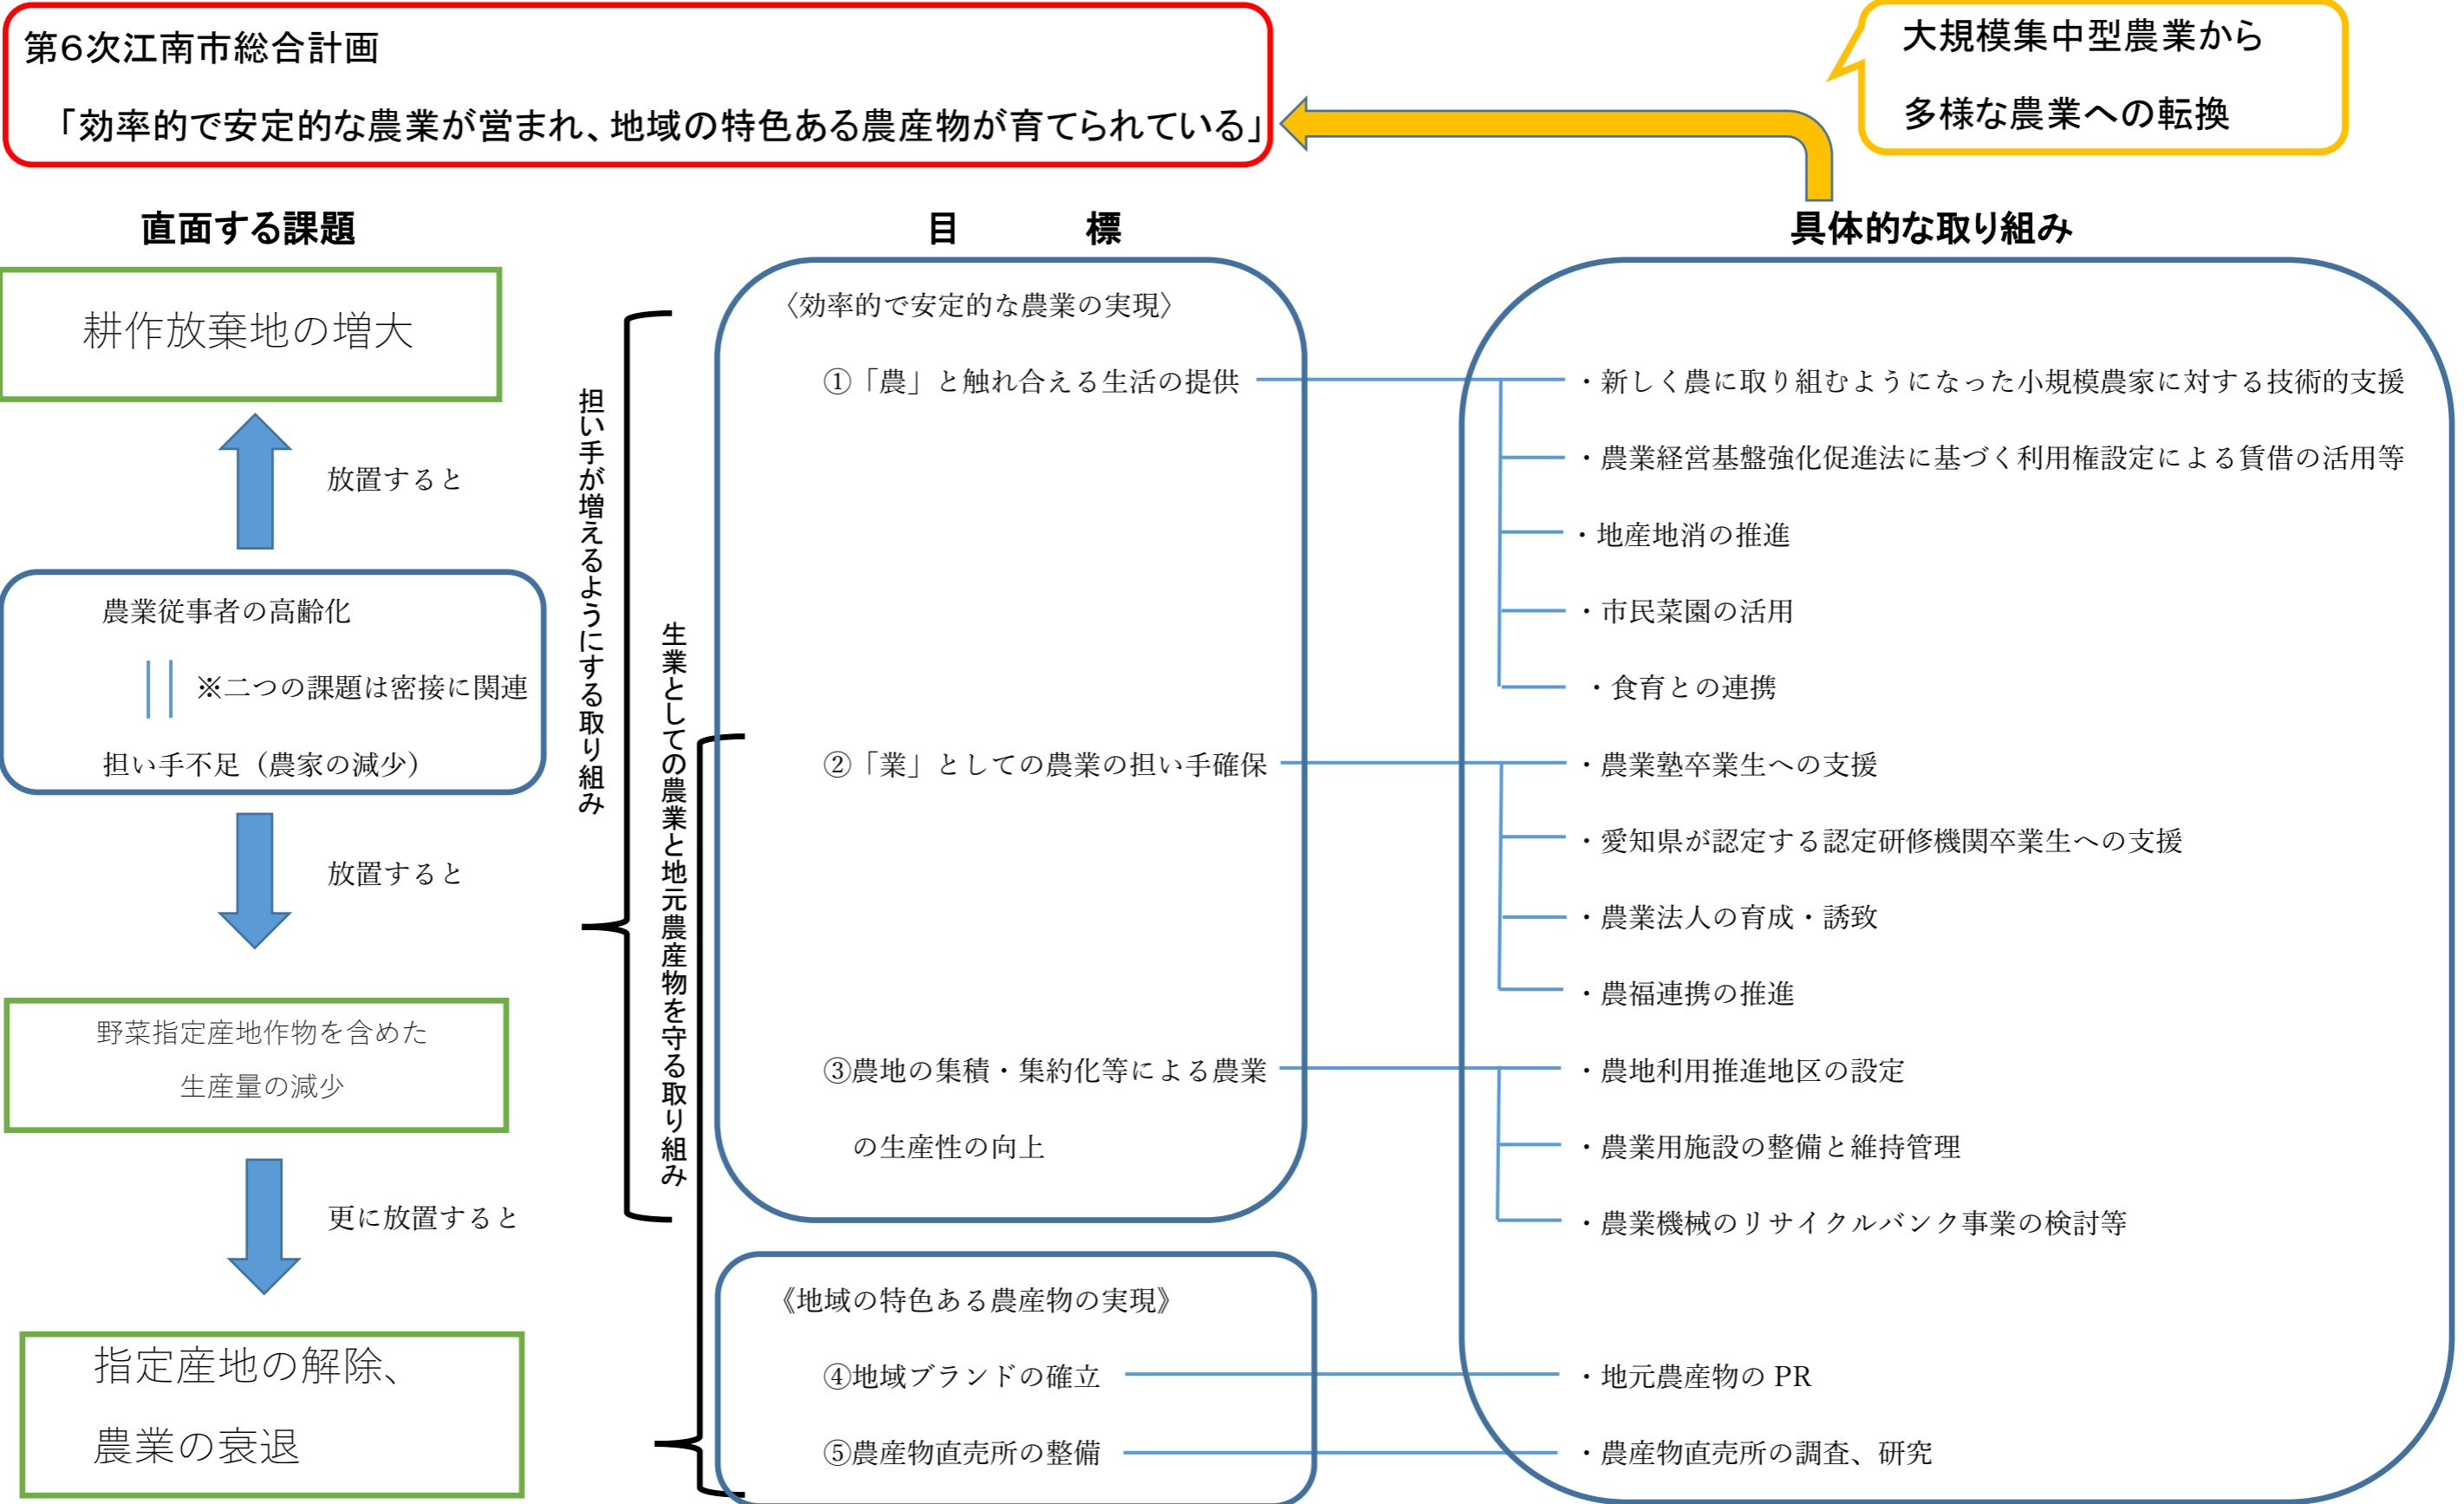 第６次江南市総合計画
「効率的で安定的な農業が営まれ、地域の特色ある農産物が育てられている」
大規模集中型農業から
多様な農業への転換
直面する課題
耕作放棄地の増大
放置すると
農業従事者の高齢化
※二つの課題は密接に関連
担い手不足（農家の減少）
放置すると
野菜指定産地作物を含めた
生産量の減少
更に放置すると
指定産地の解除、
農業の衰退
担い手が増えるようにする取り組み
生業としての農業と地元農産物を守る取り組み
目　標
〈効率的で安定的な農業の実現〉
①「農」と触れ合える生活の提供
②「業」としての農業の担い手確保
③農地の集積・集約化等による農業
の生産性の向上
《地域の特色ある農産物の実現》
④地域ブランドの確立
⑤農産物直売所の整備
具体的な取り組み
・新しく農に取り組むようになった小規模農家に対する技術的支援
・農業経営基盤強化促進法に基づく利用権設定による賃借の活用等
・地産地消の推進
・市民菜園の活用
・食育との連携
・農業塾卒業生への支援
・愛知県が認定する認定研修機関卒業生への支援
・農業法人の育成・誘致
・農福連携の推進
・農地利用推進地区の設定
・農業用施設の整備と維持管理
・農業機械のリサイクルバンク事業の検討等
・地元農産物の PR
・農産物直売所の調査、研究